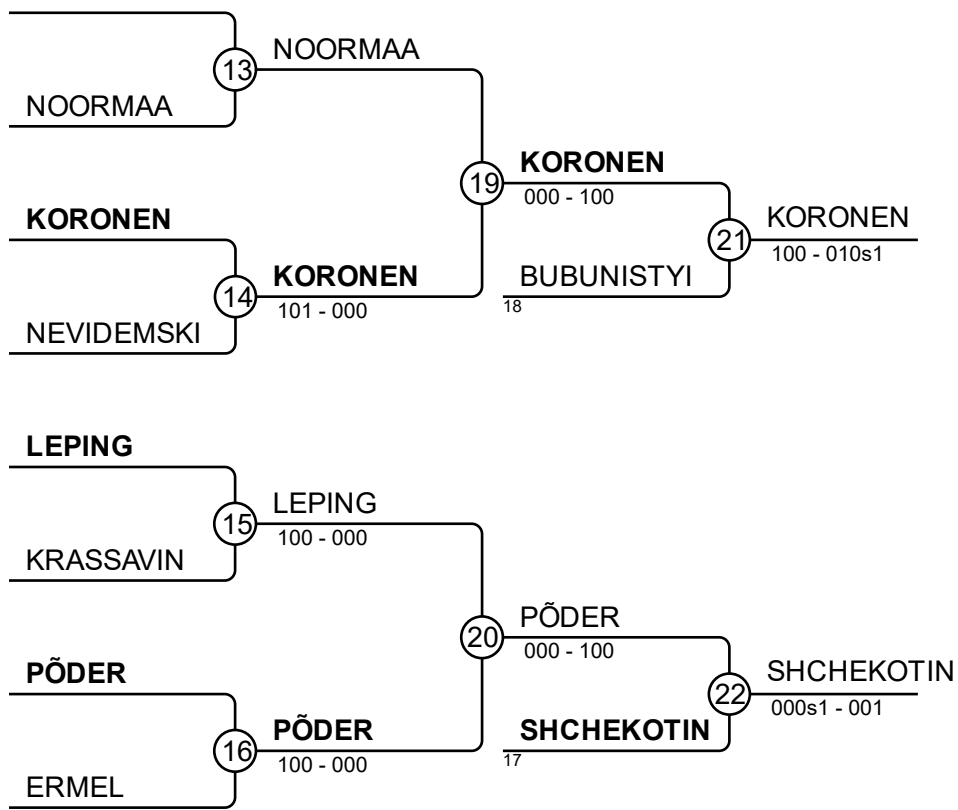 NOORMAA
13
NOORMAA
KORONEN
19
000 - 100
KORONEN
KORONEN
21
100 - 010s1
KORONEN
14
101 - 000
BUBUNISTYI
18
NEVIDEMSKI
LEPING
LEPING
15
100 - 000
KRASSAVIN
PÕDER
20
000 - 100
PÕDER
SHCHEKOTIN
22
000s1 - 001
PÕDER
16
100 - 000
SHCHEKOTIN
17
ERMEL